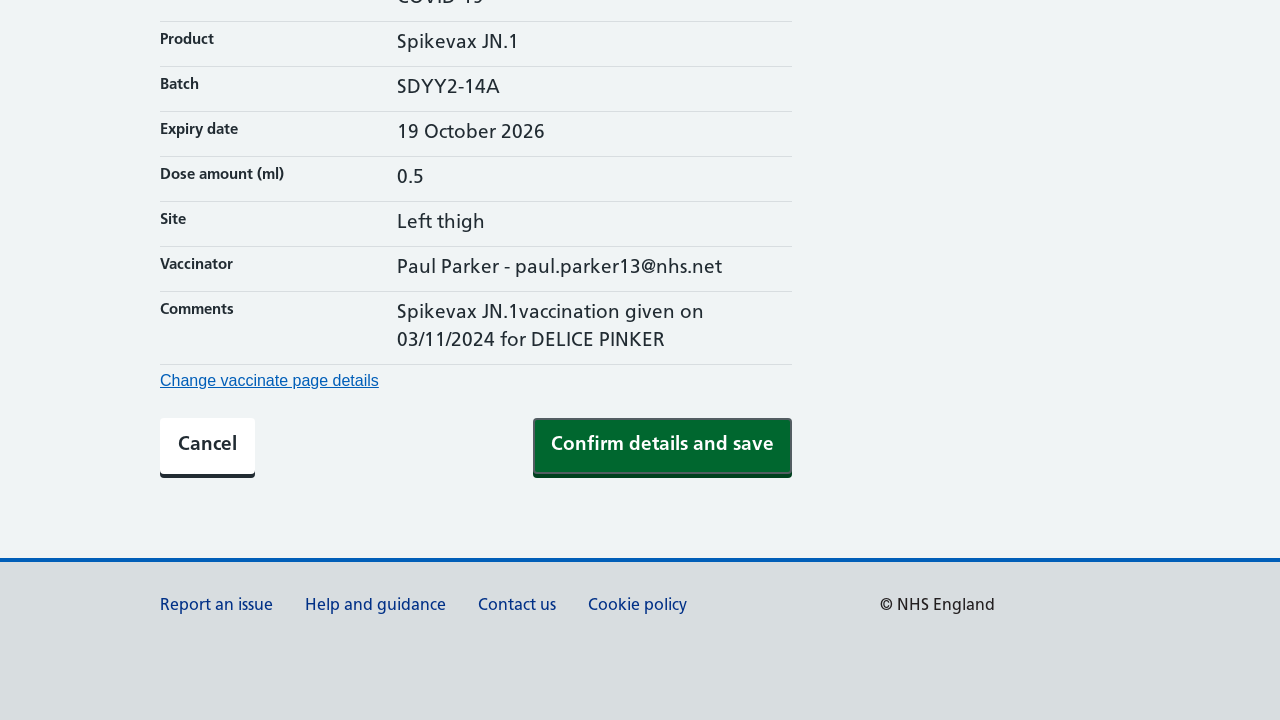 COVID-19
Product
Spikevax JN.1
Batch
SDYY2-14A
Expiry date
19 October 2026
Dose amount (ml)
0.5
Site
Left thigh
Vaccinator
Paul Parker - paul.parker13@nhs.net
Comments
Spikevax JN.1vaccination given on
03/11/2024 for DELICE PINKER
Change vaccinate page details
Cancel
Confirm details and save
Report an issue
Help and guidance
Contact us
Cookie policy
© NHS England